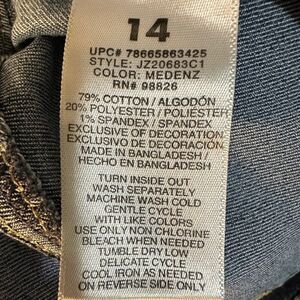 14
UPC# 78665863425
STYLE: JZ20683C1
COLOR: MEDENZ
RN# 98826
79% COTTON / ALGODÓN
20% POLYESTER / POLIÉSTER
1% SPANDEX / SPANDEX
EXCLUSIVE OF DECORATION
EXCLUSIVO DE DECORACIÓN
MADE IN BANGLADESH /
HECHO EN BANGLADESH
TURN INSIDE OUT
WASH SEPARATELY
MACHINE WASH COLD
GENTLE CYCLE
WITH LIKE COLORS
USE ONLY NON CHLORINE
BLEACH WHEN NEEDED
TUMBLE DRY LOW
DELICATE CYCLE
COOL IRON AS NEEDED
ON REVERSE SIDE ONLY